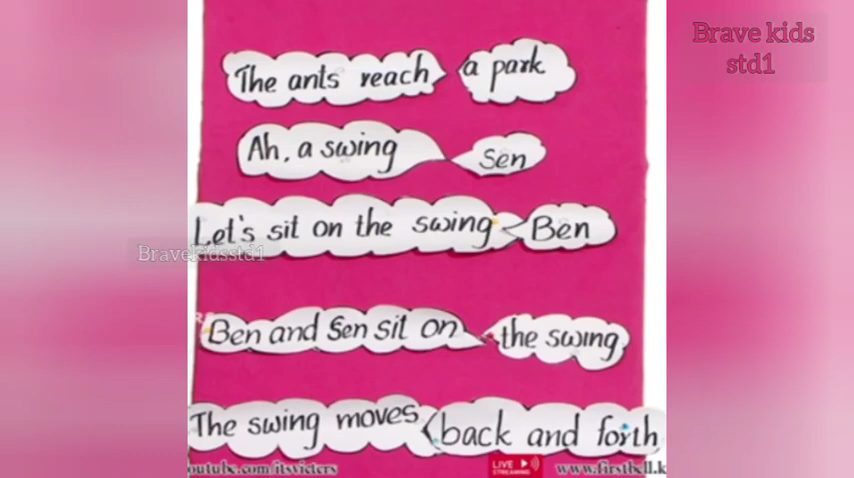 Brave kids
std1
The ants reach a park
Ah, a swing Sen
Let's sit on the swing Ben
Bravekidsstd1
Ben and Sen sit on the swing
The swing moves back and forth
outube.com/itsvicters
LIVE
STREAMING
www.firstbell.k